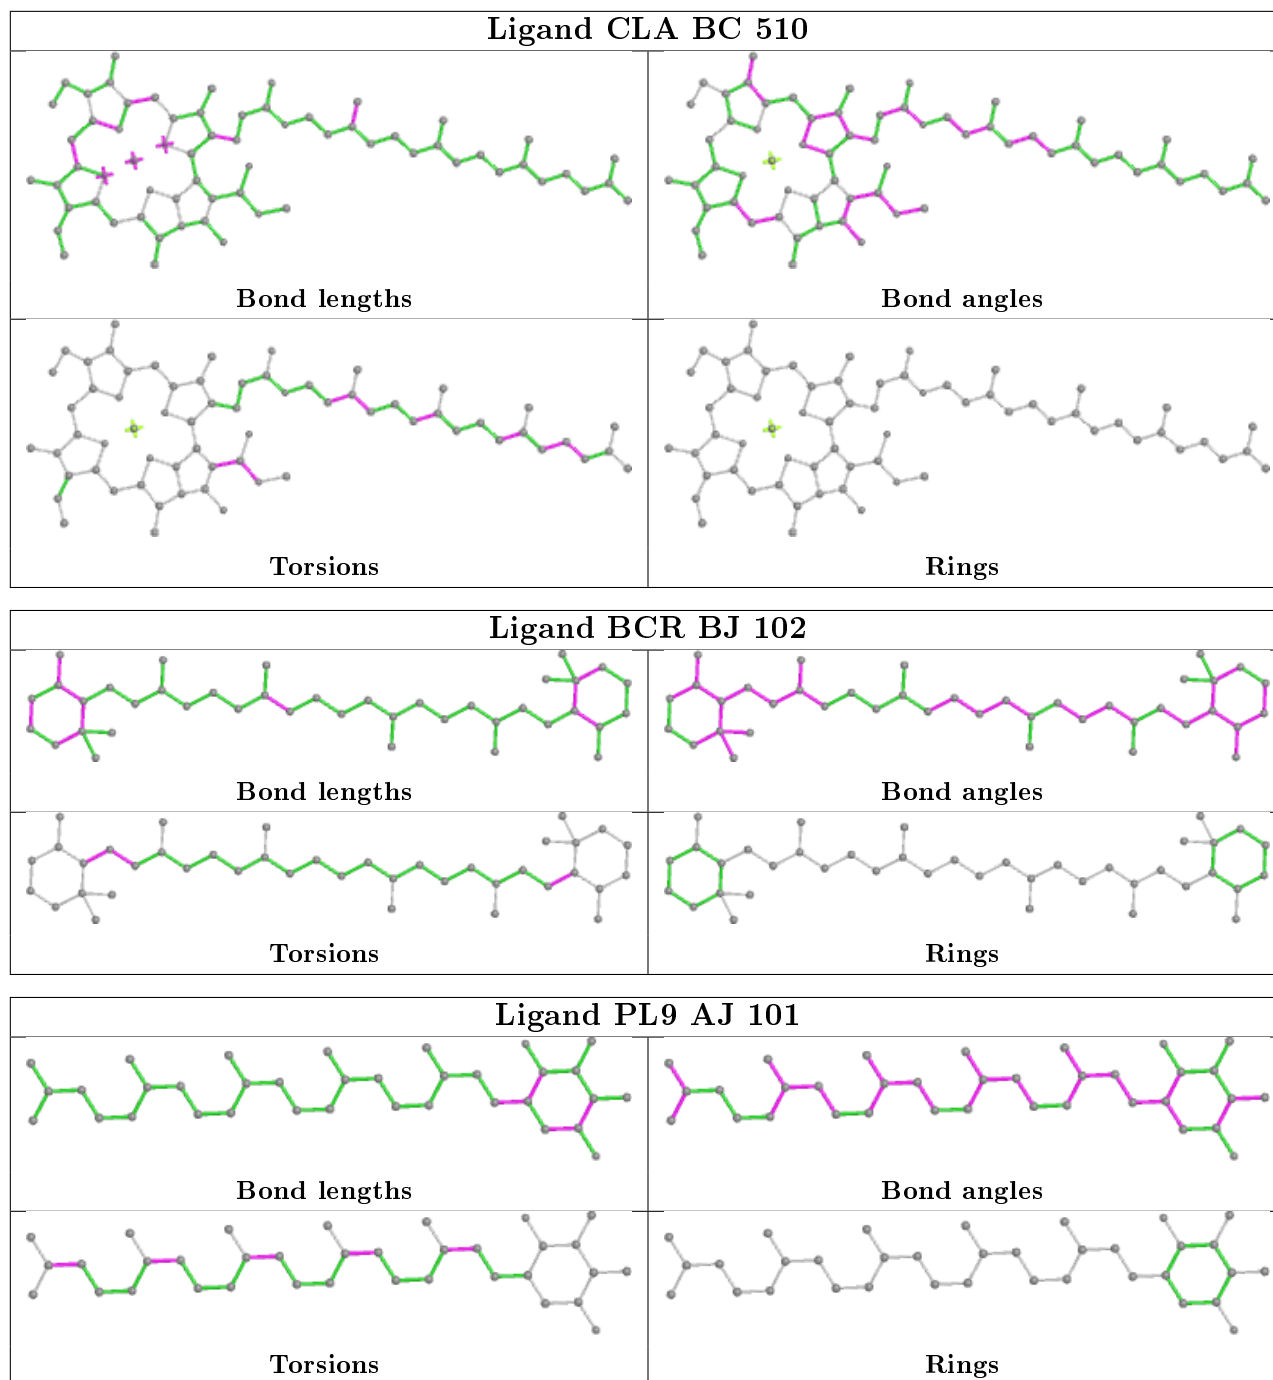 Ligand CLA BC 510
Bond lengths
Bond angles
Torsions
Rings
Ligand BCR BJ 102
Bond lengths
Bond angles
Torsions
Rings
Ligand PL9 AJ 101
Bond lengths
Bond angles
Torsions
Rings